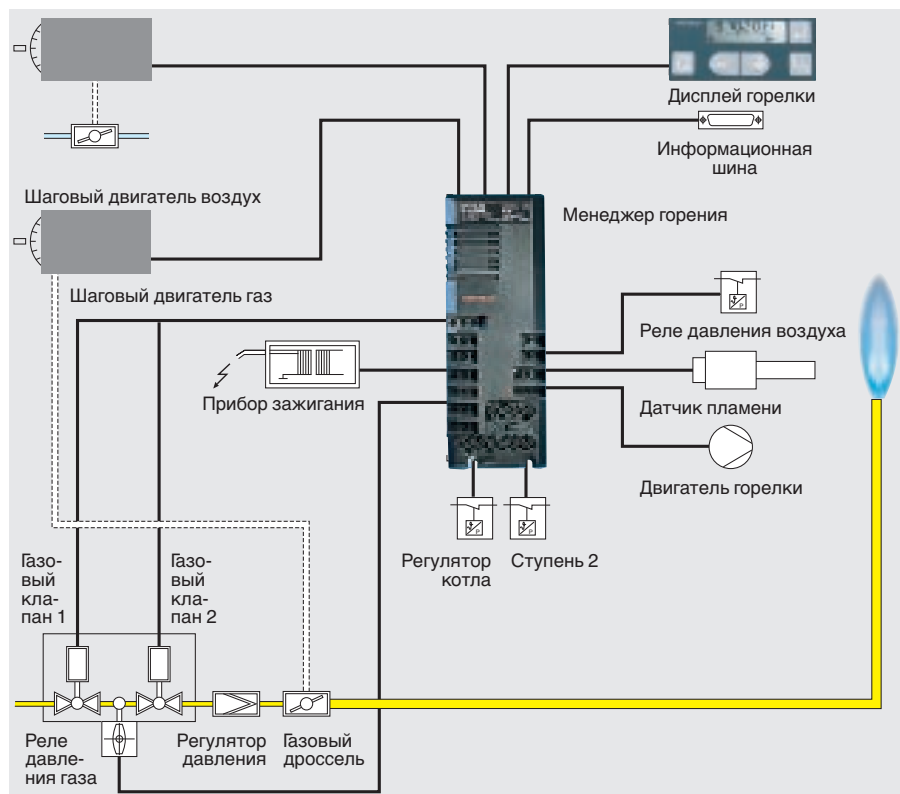 Дисплей горелки
Информационная
шина
Шаговый двигатель воздух
Менеджер горения
Шаговый двигатель газ
Реле давления воздуха
Прибор зажигания
Датчик пламени
Двигатель горелки
Регулятор
котла
Ступень 2
Газо-
вый
кла-
пан 1
Газо-
вый
кла-
пан 2
Реле
давле-
ния газа
Регулятор
давления
Газовый
дроссель